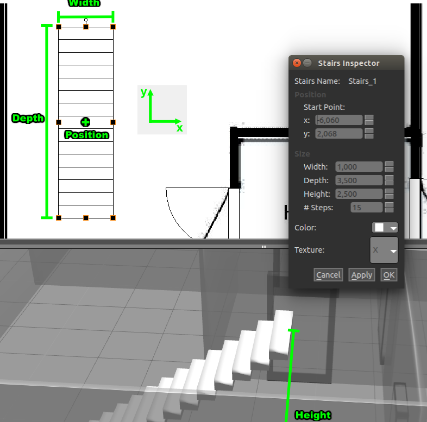 Width
Depth
Position
y
x
Stairs Inspector
Stairs Name: Stairs_1
Position
Start Point:
x: -6,060
y: 2,068
Size
Width: 1,000
Depth: 3,500
Height: 2,500
# Steps: 15
Color:
Texture: X
Cancel Apply OK
Height